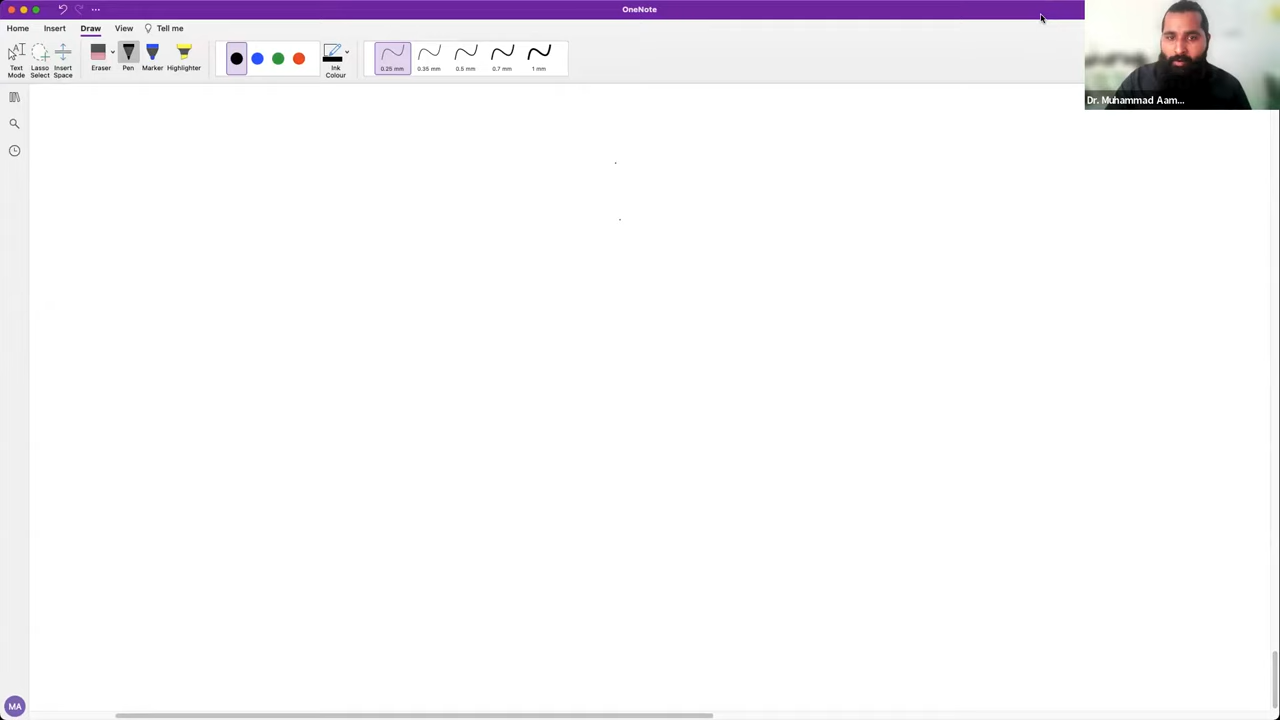 OneNote
Home Insert Draw View Tell me
Text Mode
Lasso Select
Insert Space
Eraser
Pen
Marker
Highlighter
Ink Colour
0.25 mm
0.35 mm
0.5 mm
0.7 mm
1 mm
Dr. Muhammad Aam...
MA